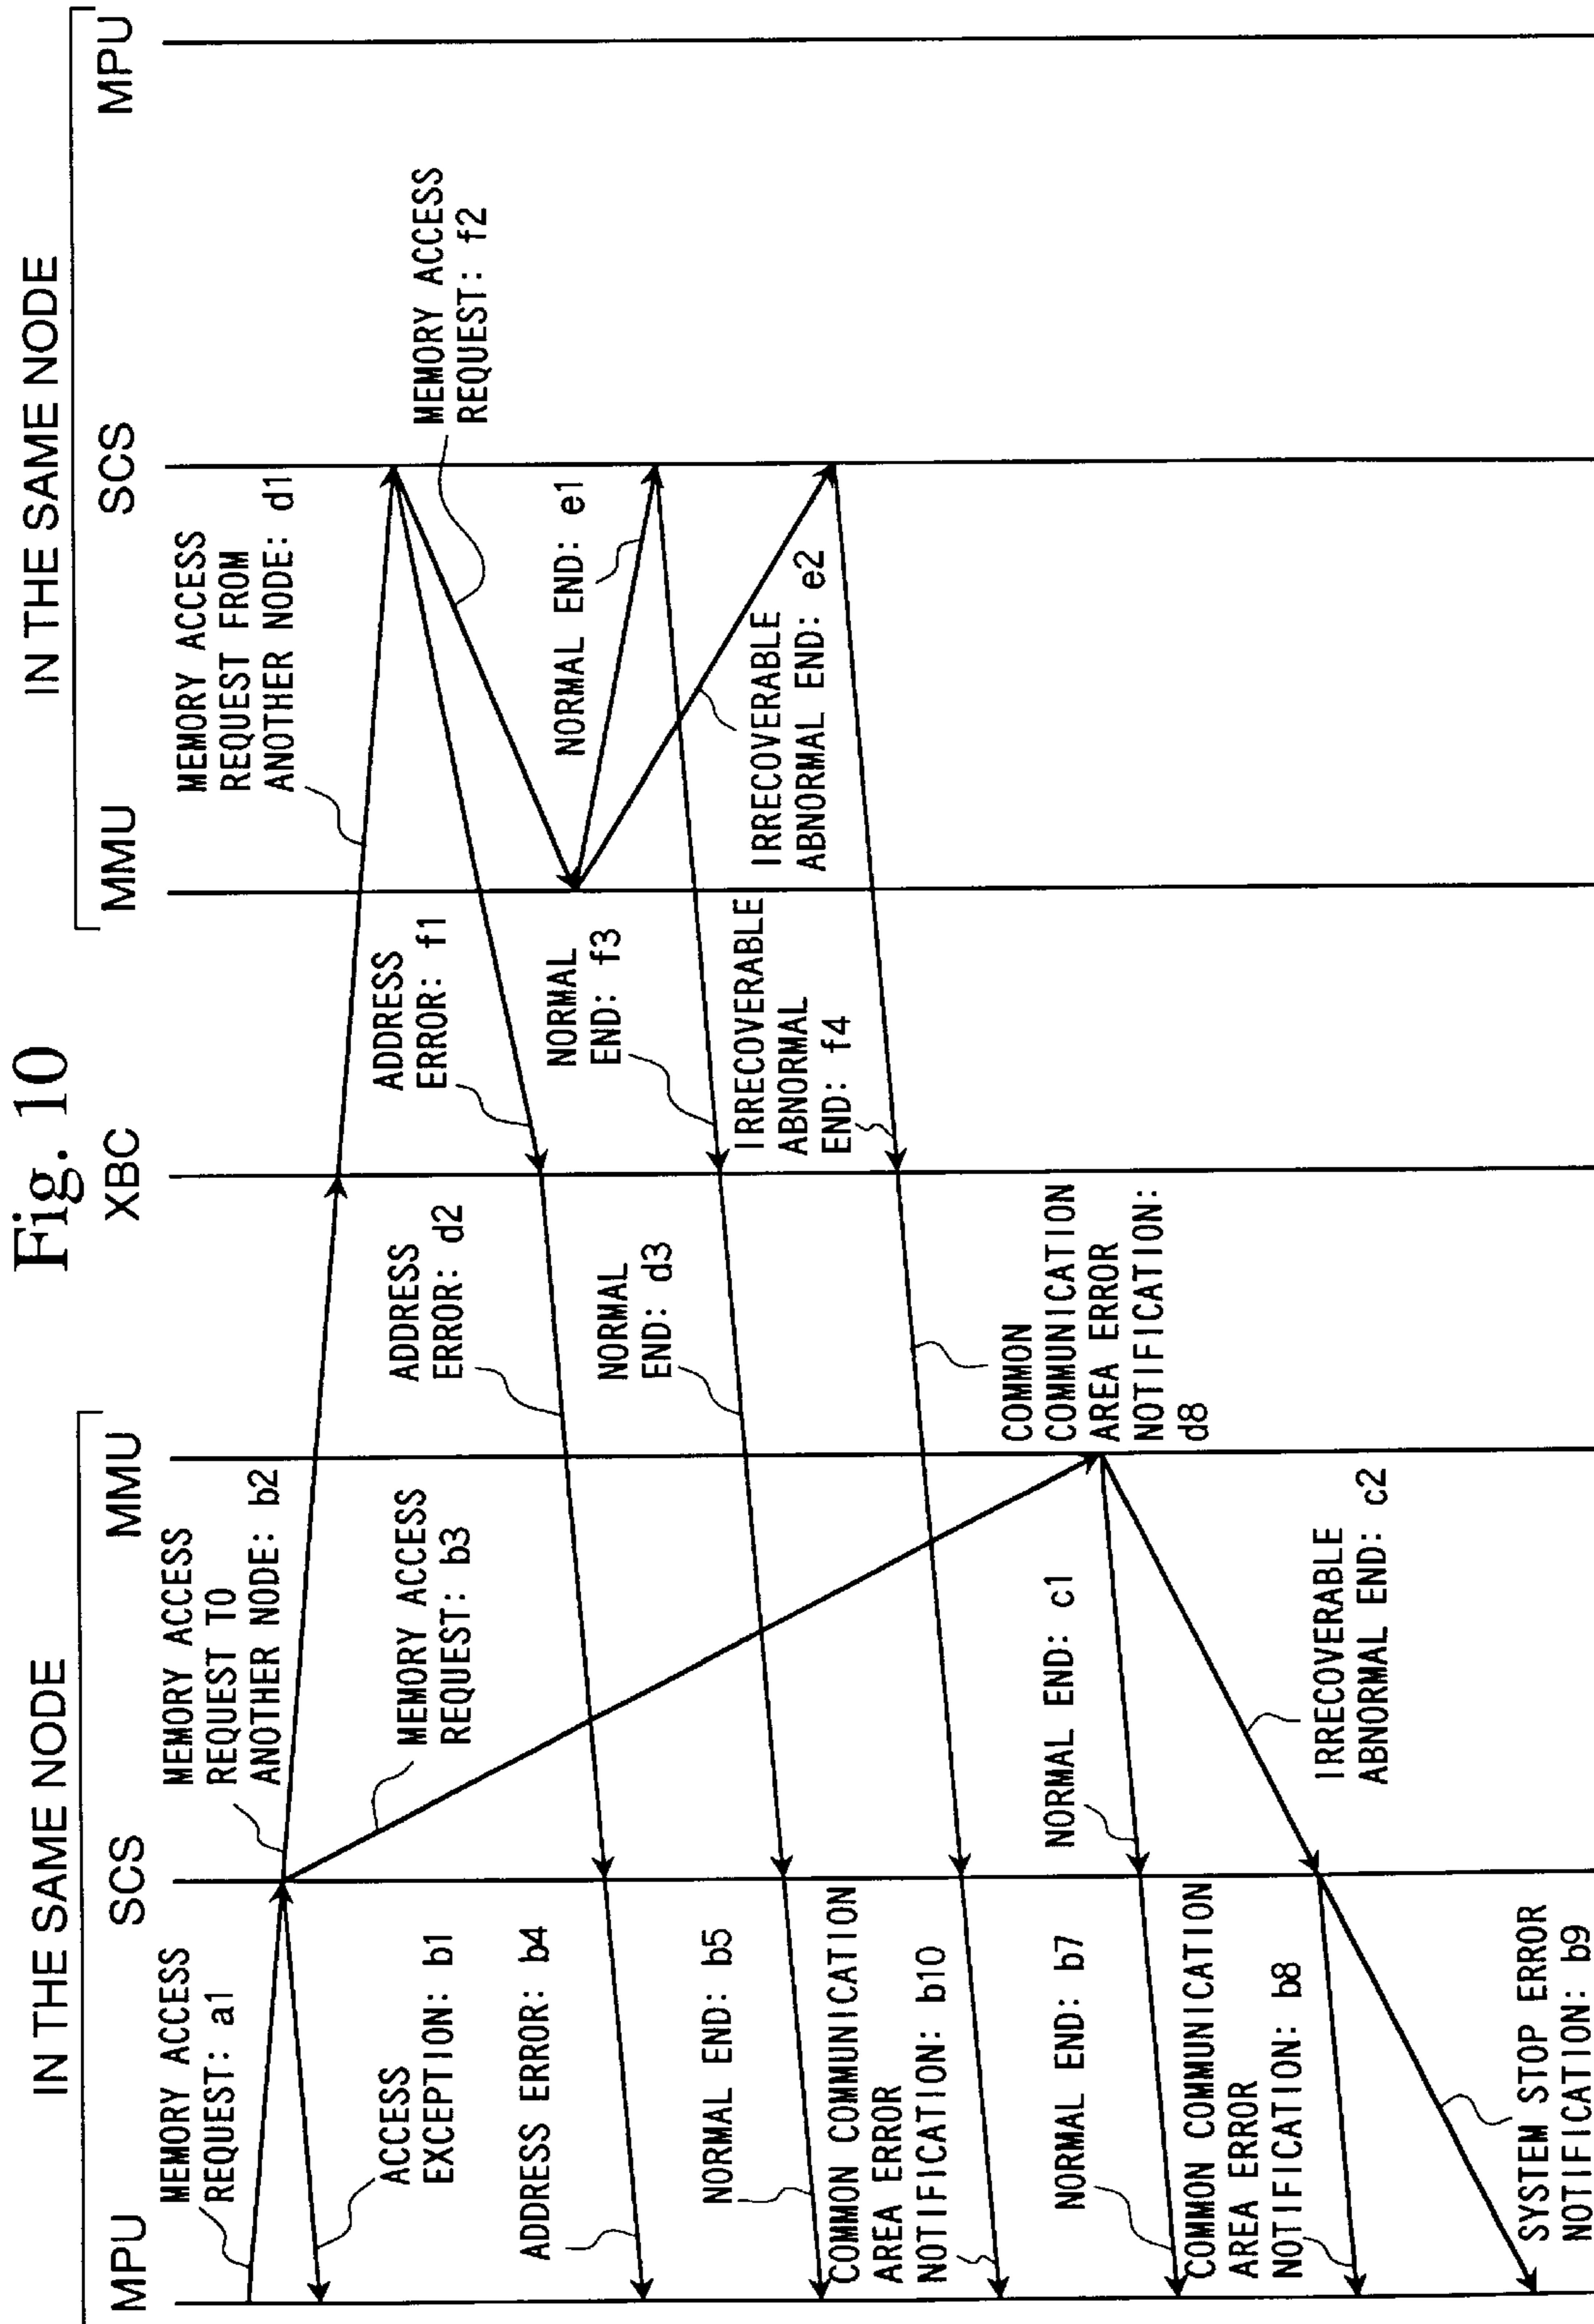 Fig. 10
IN THE SAME NODE
IN THE SAME NODE
MPU
SCS
MMU
XBC
MMU
SCS
MPU
MEMORY ACCESS
REQUEST: a1
ACCESS
EXCEPTION: b1
ADDRESS ERROR: b4
NORMAL END: b5
COMMON COMMUNICATION
AREA ERROR
NOTIFICATION: b10
NORMAL END: b7
COMMON COMMUNICATION
AREA ERROR
NOTIFICATION: b8
SYSTEM STOP ERROR
NOTIFICATION: b9
MEMORY ACCESS
REQUEST TO
ANOTHER NODE: b2
MEMORY ACCESS
REQUEST: b3
NORMAL END: c1
IRRECOVERABLE
ABNORMAL END: c2
ADDRESS
ERROR: d2
NORMAL
END: d3
COMMON
COMMUNICATION
AREA ERROR
NOTIFICATION:
d8
ADDRESS
ERROR: f1
NORMAL
END: f3
IRRECOVERABLE
ABNORMAL
END: f4
MEMORY ACCESS
REQUEST FROM
ANOTHER NODE: d1
NORMAL END: e1
IRRECOVERABLE
ABNORMAL END: e2
MEMORY ACCESS
REQUEST: f2